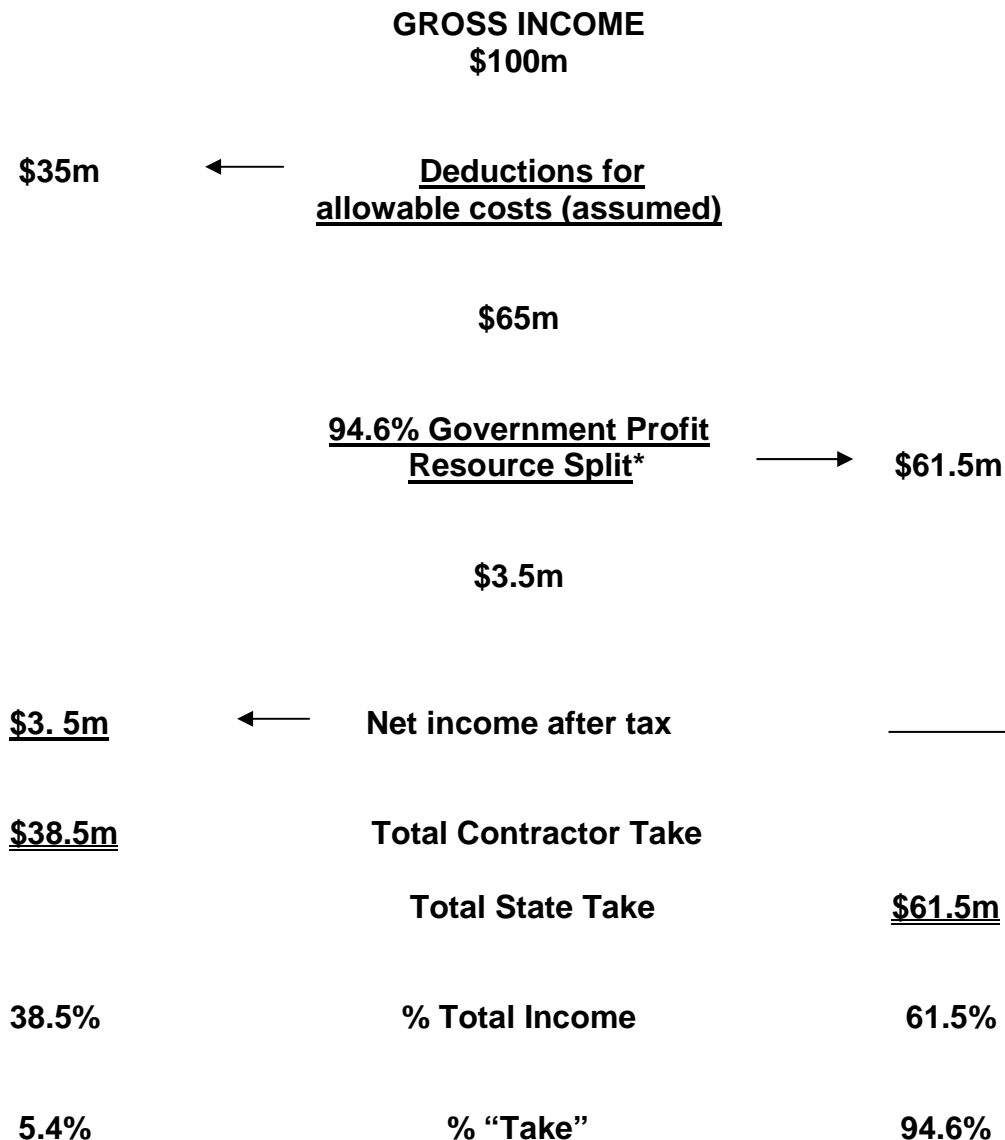 GROSS INCOME
$100m
$35m Deductions for
allowable costs (assumed)
$65m
94.6% Government Profit
Resource Split* $61.5m
$3.5m
$3. 5m Net income after tax
$38.5m Total Contractor Take
Total State Take $61.5m
38.5% % Total Income 61.5%
5.4% % “Take” 94.6%